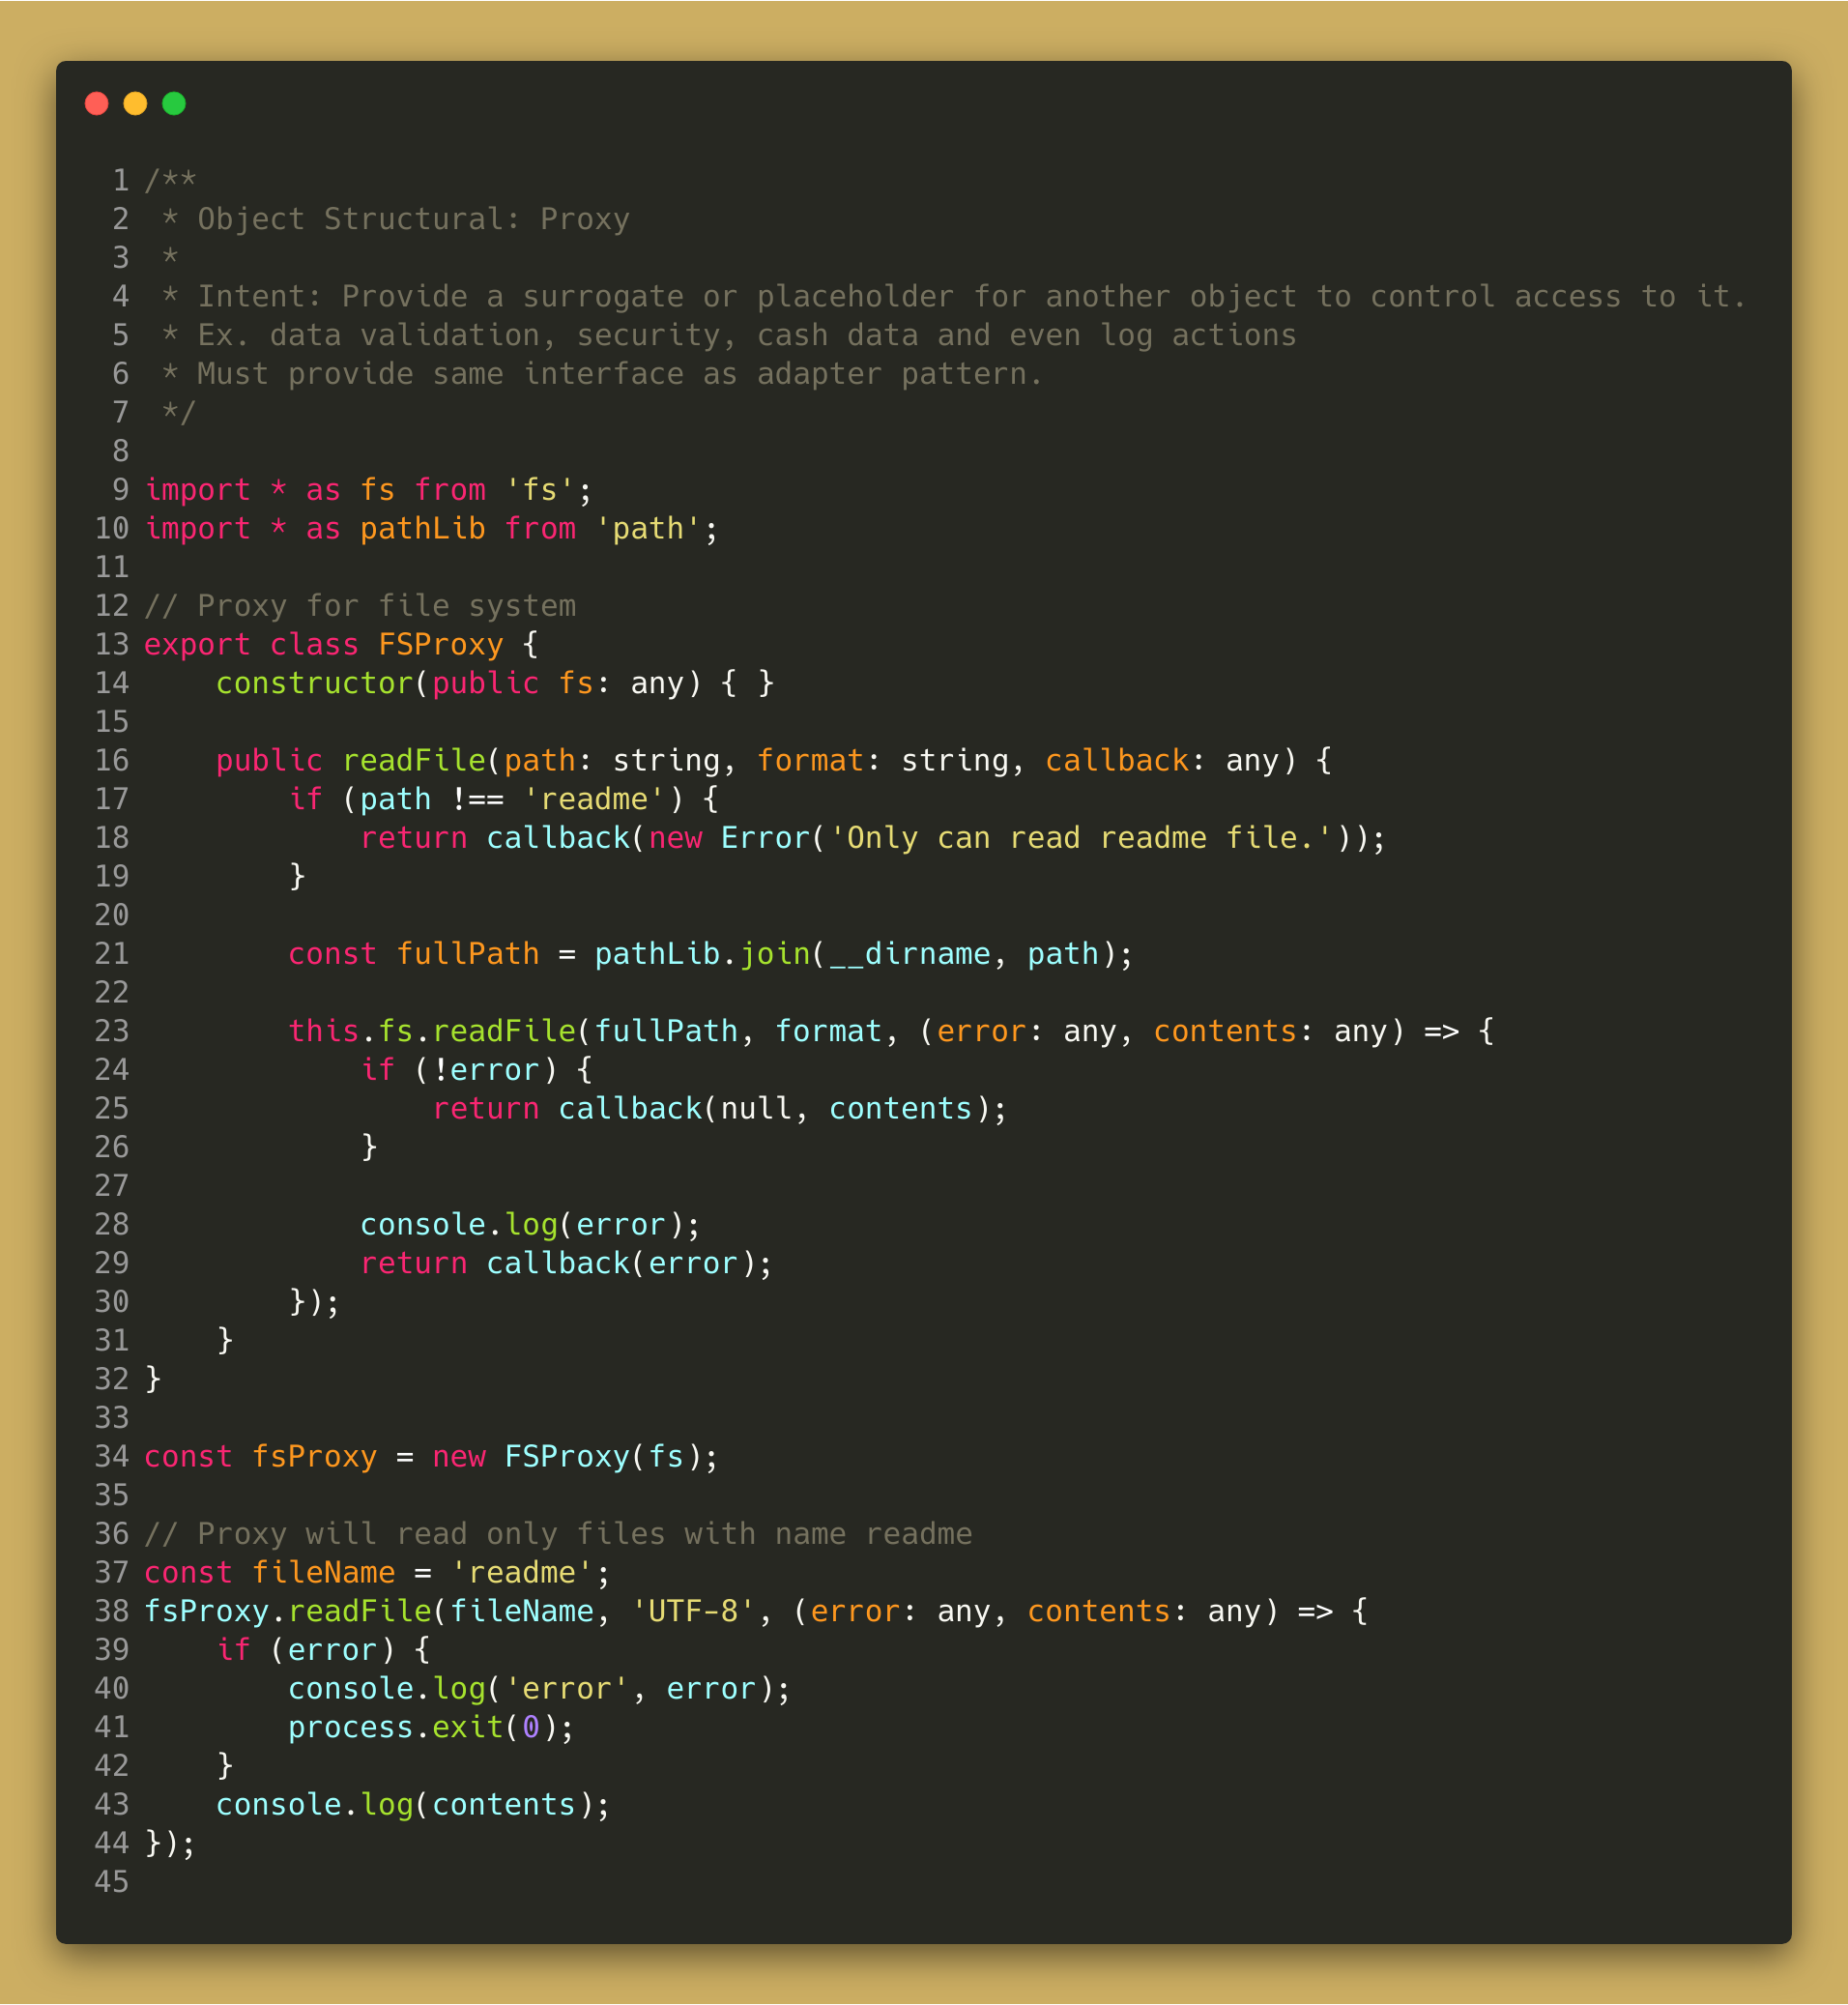 1 /**
2  * Object Structural: Proxy
3  *
4  * Intent: Provide a surrogate or placeholder for another object to control access to it.
5  * Ex. data validation, security, cash data and even log actions
6  * Must provide same interface as adapter pattern.
7  */
8
9 import * as fs from 'fs';
10 import * as pathLib from 'path';
11
12 // Proxy for file system
13 export class FSProxy {
14     constructor(public fs: any) { }
15
16     public readFile(path: string, format: string, callback: any) {
17         if (path !== 'readme') {
18             return callback(new Error('Only can read readme file.'));
19         }
20
21         const fullPath = pathLib.join(__dirname, path);
22
23         this.fs.readFile(fullPath, format, (error: any, contents: any) => {
24             if (!error) {
25                 return callback(null, contents);
26             }
27
28             console.log(error);
29             return callback(error);
30         });
31     }
32 }
33
34 const fsProxy = new FSProxy(fs);
35
36 // Proxy will read only files with name readme
37 const fileName = 'readme';
38 fsProxy.readFile(fileName, 'UTF-8', (error: any, contents: any) => {
39     if (error) {
40         console.log('error', error);
41         process.exit(0);
42     }
43     console.log(contents);
44 });
45